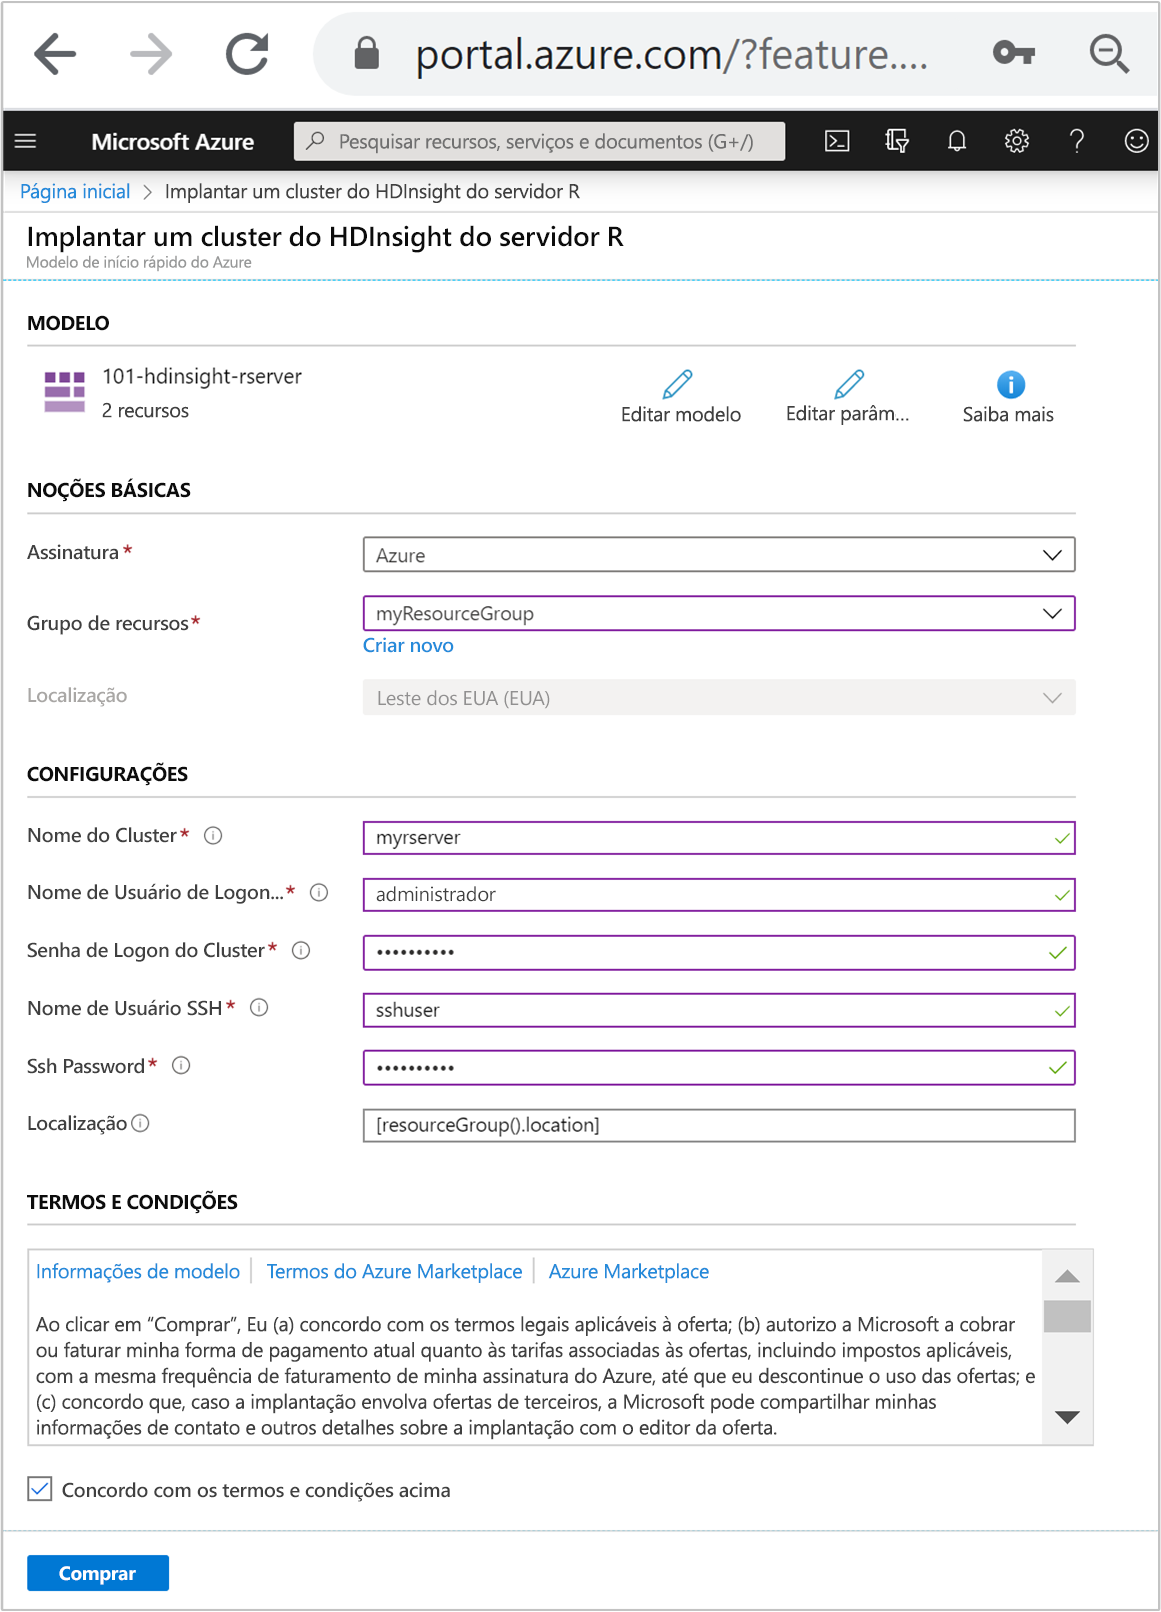 portal.azure.com/?feature....
Microsoft Azure
Pesquisar recursos, serviços e documentos (G+/)
Página inicial > Implantar um cluster do HDInsight do servidor R
Implantar um cluster do HDInsight do servidor R
Modelo de início rápido do Azure
MODELO
101-hdinsight-rserver
2 recursos
Editar modelo
Editar parâm...
Saiba mais
NOÇÕES BÁSICAS
Assinatura*
Azure
Grupo de recursos*
myResourceGroup
Criar novo
Localização
Leste dos EUA (EUA)
CONFIGURAÇÕES
Nome do Cluster*
myrserver
Nome de Usuário de Logon...*
administrador
Senha de Logon do Cluster*
••••••••••
Nome de Usuário SSH*
sshuser
Ssh Password*
••••••••••
Localização
[resourceGroup().location]
TERMOS E CONDIÇÕES
Informações de modelo | Termos do Azure Marketplace | Azure Marketplace
Ao clicar em “Comprar”, Eu (a) concordo com os termos legais aplicáveis à oferta; (b) autorizo a Microsoft a cobrar
ou faturar minha forma de pagamento atual quanto às tarifas associadas às ofertas, incluindo impostos aplicáveis,
com a mesma frequência de faturamento de minha assinatura do Azure, até que eu descontinue o uso das ofertas; e
(c) concordo que, caso a implantação envolva ofertas de terceiros, a Microsoft pode compartilhar minhas
informações de contato e outros detalhes sobre a implantação com o editor da oferta.
Concordo com os termos e condições acima
Comprar